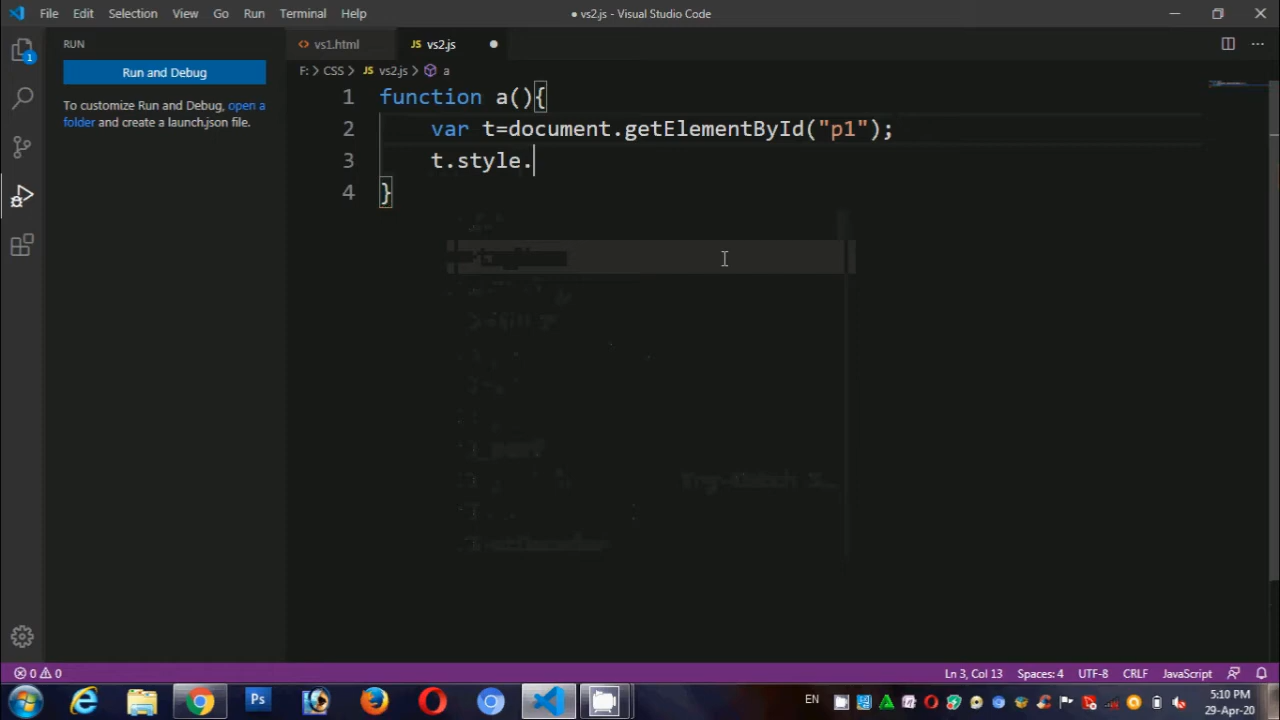 File Edit Selection View Go Run Terminal Help
● vs2.js - Visual Studio Code
RUN
Run and Debug
To customize Run and Debug, open a
folder and create a launch.json file.
<> vs1.html
JS vs2.js ●
F: > CSS > JS vs2.js > a
1 function a(){
2 var t=document.getElementById("p1");
3 t.style.
4 }
1
0 0
Ln 3, Col 13 Spaces: 4 UTF-8 CRLF JavaScript
Ps
EN
5:10 PM
29-Apr-20